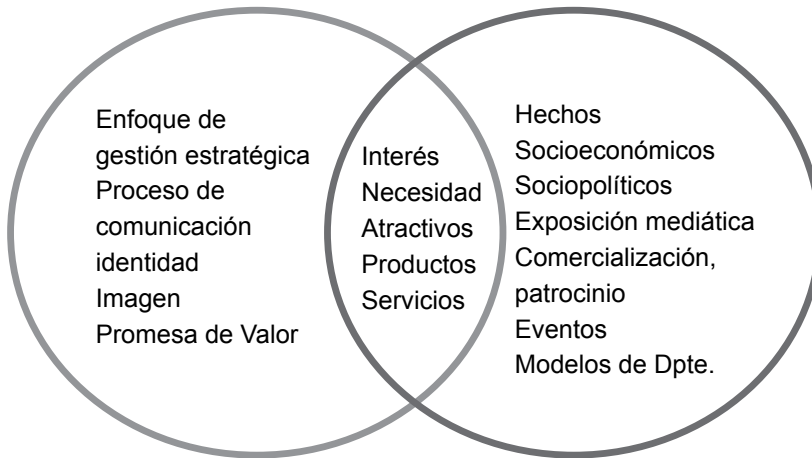 Enfoque de
gestión estratégica
Proceso de
comunicación
identidad
Imagen
Promesa de Valor
Interés
Necesidad
Atractivos
Productos
Servicios
Hechos
Socioeconómicos
Sociopolíticos
Exposición mediática
Comercialización,
patrocinio
Eventos
Modelos de Dpte.